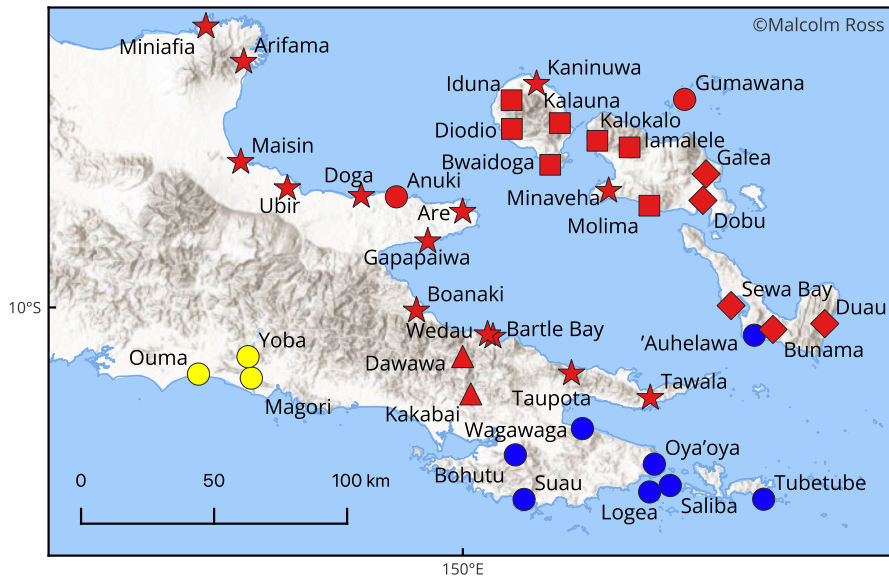 ©Malcolm Ross
Miniafia
Arifama
Kaninuwa
Iduna
Gumawana
Kalauna
Kalokalo
Diodio
Iamalele
Maisin
Galea
Bwaidoga
Doga
Anuki
Minaveha
Ubir
Are
Dobu
Molima
Gapapaiwa
Sewa Bay
Boanaki
10°S
Duau
Wedau
Bartle Bay
’Auhelawa
Yoba
Bunama
Ouma
Dawawa
Tawala
Taupota
Magori
Kakabai
Wagawaga
Oya’oya
0
50
100 km
Bohutu
Suau
Tubetube
Saliba
Logea
150°E